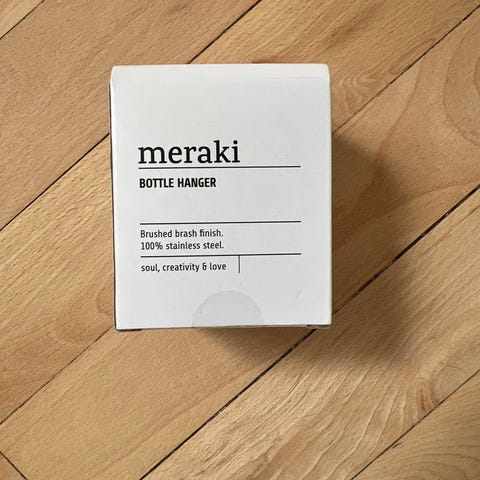 meraki
BOTTLE HANGER
Brushed brash finish.
100% stainless steel.
soul, creativity & love